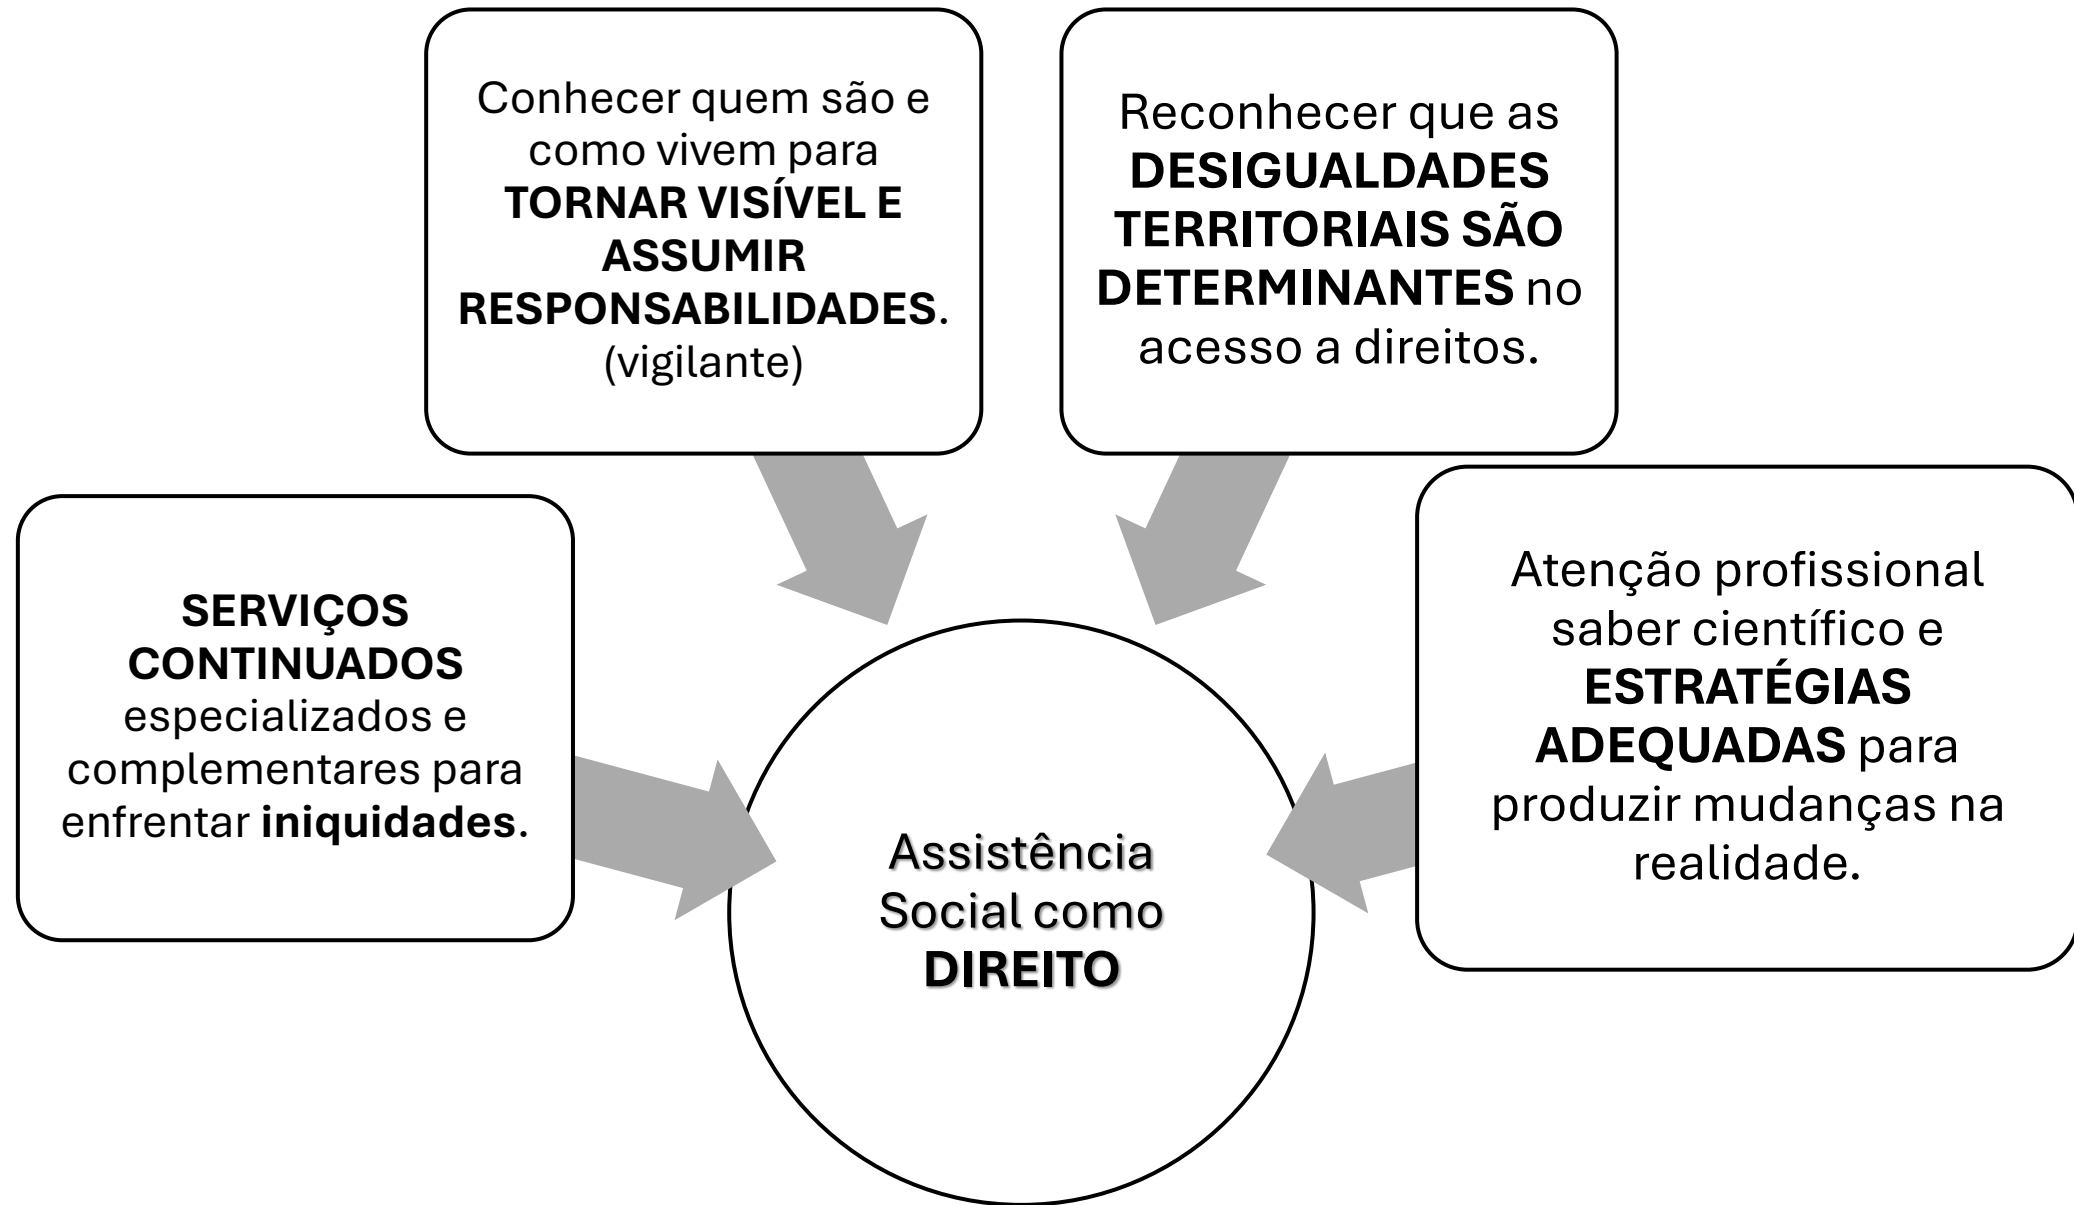 Conhecer quem são e
como vivem para
TORNAR VISÍVEL E
ASSUMIR
RESPONSABILIDADES.
(vigilante)
Reconhecer que as
DESIGUALDADES
TERRITORIAIS SÃO
DETERMINANTES no
acesso a direitos.
SERVIÇOS
CONTINUADOS
especializados e
complementares para
enfrentar iniquidades.
Atenção profissional
saber científico e
ESTRATÉGIAS
ADEQUADAS para
produzir mudanças na
realidade.
Assistência
Social como
DIREITO